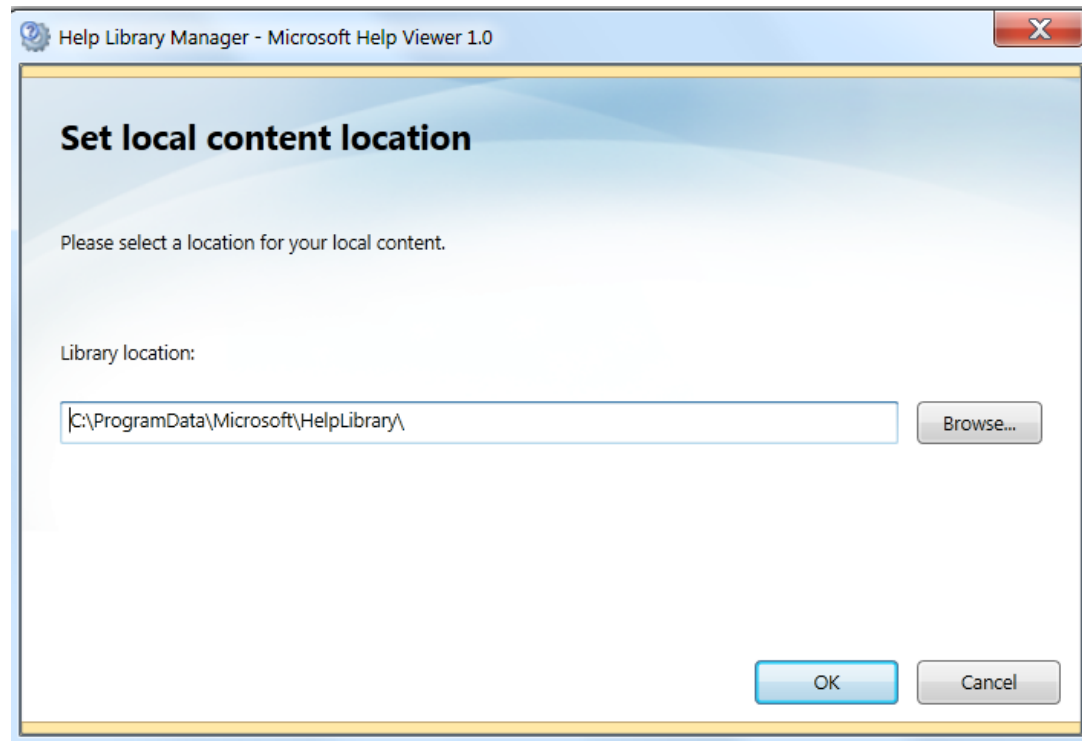 Help Library Manager - Microsoft Help Viewer 1.0
Set local content location
Please select a location for your local content.
Library location:
C:\ProgramData\Microsoft\HelpLibrary\
Browse...
OK
Cancel